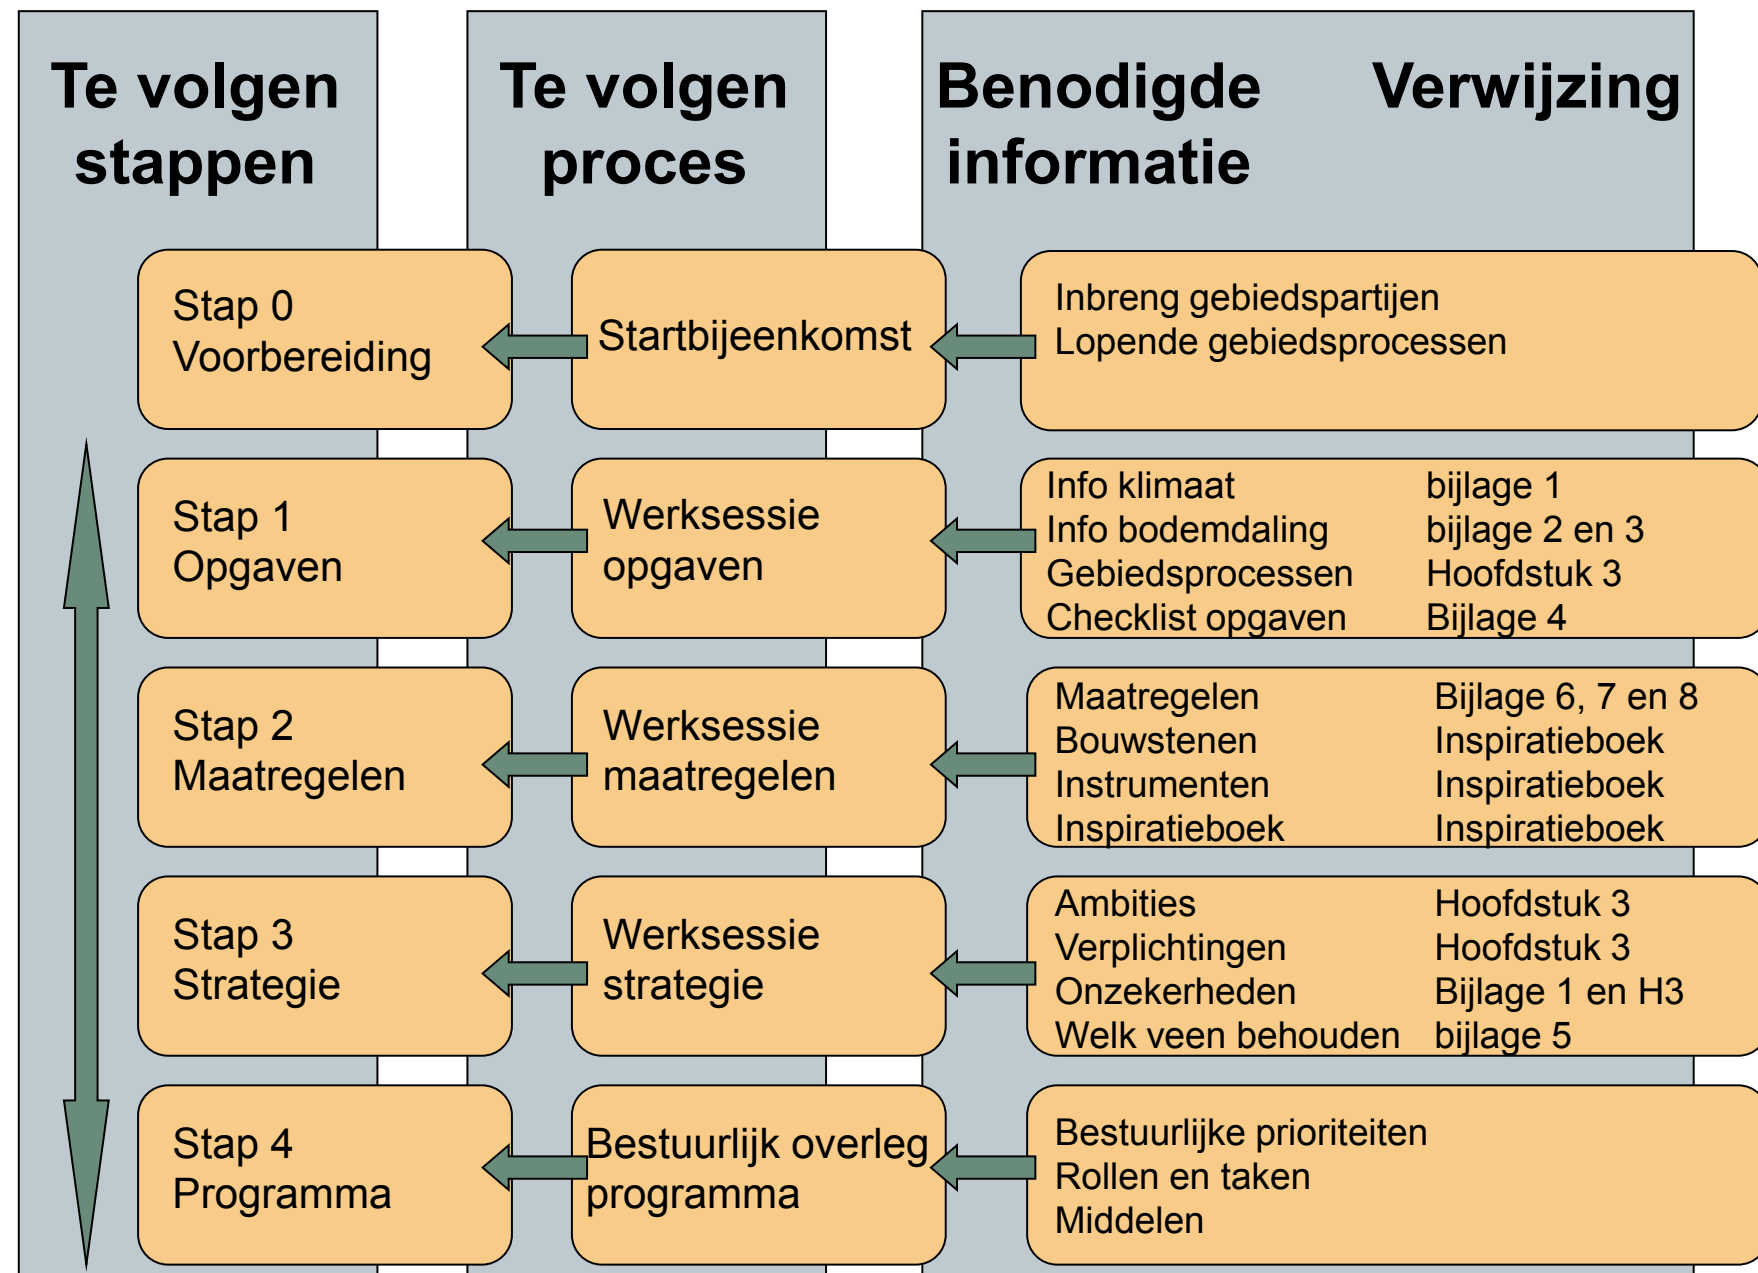 Te volgen
stappen
Te volgen
proces
Benodigde Verwijzing
informatie
Stap 0
Voorbereiding
Startbijeenkomst
Inbreng gebiedspartijen
Lopende gebiedsprocessen
Stap 1
Opgaven
Werksessie
opgaven
Info klimaat bijlage 1
Info bodemdaling bijlage 2 en 3
Gebiedsprocessen Hoofdstuk 3
Checklist opgaven Bijlage 4
Stap 2
Maatregelen
Werksessie
maatregelen
Maatregelen Bijlage 6, 7 en 8
Bouwstenen Inspiratieboek
Instrumenten Inspiratieboek
Inspiratieboek Inspiratieboek
Stap 3
Strategie
Werksessie
strategie
Ambities Hoofdstuk 3
Verplichtingen Hoofdstuk 3
Onzekerheden Bijlage 1 en H3
Welk veen behouden bijlage 5
Stap 4
Programma
Bestuurlijk overleg
programma
Bestuurlijke prioriteiten
Rollen en taken
Middelen